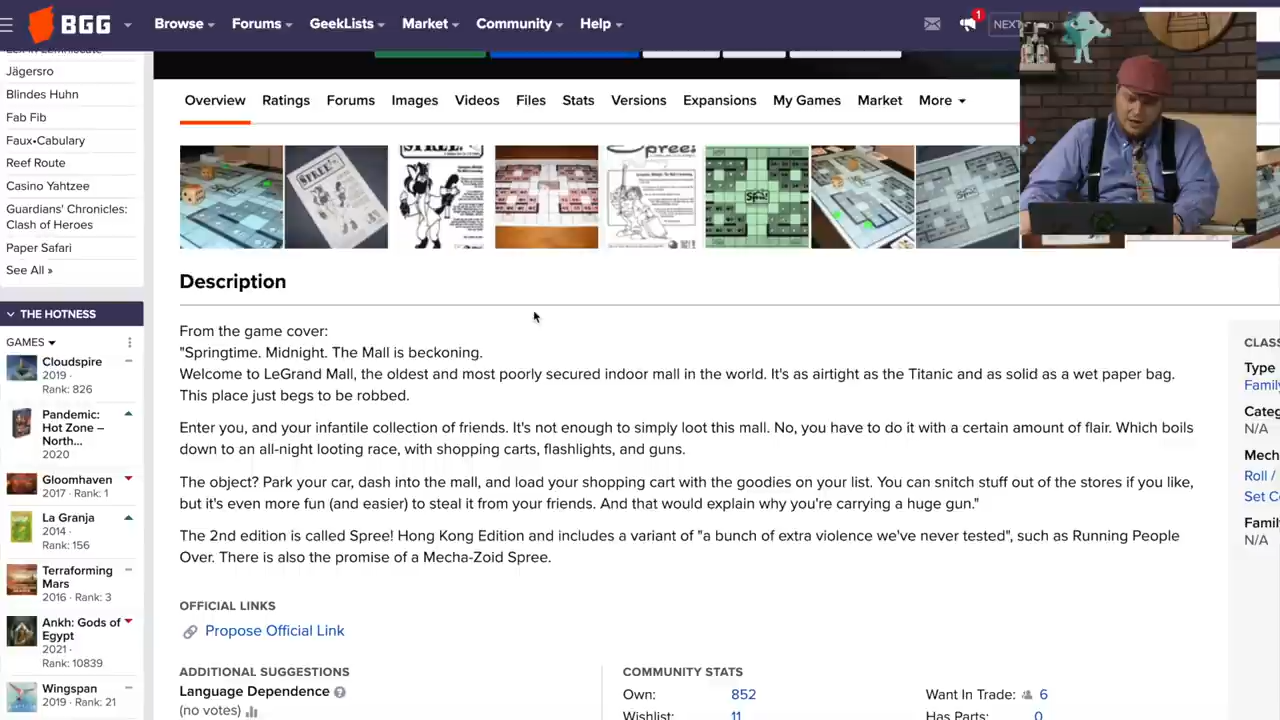 BGG
Browse
Forums
GeekLists
Market
Community
Help
1
NEXT
Jägersro
Blindes Huhn
Fab Fib
Faux•Cabulary
Reef Route
Casino Yahtzee
Guardians' Chronicles:
Clash of Heroes
Paper Safari
See All »
THE HOTNESS
GAMES
Cloudspire
2019 ·
Rank: 826
Pandemic:
Hot Zone –
North...
2020
Gloomhaven
2017 · Rank: 1
La Granja
2014 ·
Rank: 156
Terraforming
Mars
2016 · Rank: 3
Ankh: Gods of
Egypt
2021 ·
Rank: 10839
Wingspan
2019 · Rank: 21
Overview
Ratings
Forums
Images
Videos
Files
Stats
Versions
Expansions
My Games
Market
More
Description
From the game cover:
"Springtime. Midnight. The Mall is beckoning.
Welcome to LeGrand Mall, the oldest and most poorly secured indoor mall in the world. It's as airtight as the Titanic and as solid as a wet paper bag.
This place just begs to be robbed.
Enter you, and your infantile collection of friends. It's not enough to simply loot this mall. No, you have to do it with a certain amount of flair. Which boils
down to an all-night looting race, with shopping carts, flashlights, and guns.
The object? Park your car, dash into the mall, and load your shopping cart with the goodies on your list. You can snitch stuff out of the stores if you like,
but it's even more fun (and easier) to steal it from your friends. And that would explain why you're carrying a huge gun."
The 2nd edition is called Spree! Hong Kong Edition and includes a variant of "a bunch of extra violence we've never tested", such as Running People
Over. There is also the promise of a Mecha-Zoid Spree.
OFFICIAL LINKS
Propose Official Link
ADDITIONAL SUGGESTIONS
Language Dependence
(no votes)
COMMUNITY STATS
Own: 852
Wishlist: 11
Want In Trade: 6
Has Parts: 0
CLASS
Type
Family
Categ
N/A
Mech
Roll /
Set Co
Famil
N/A